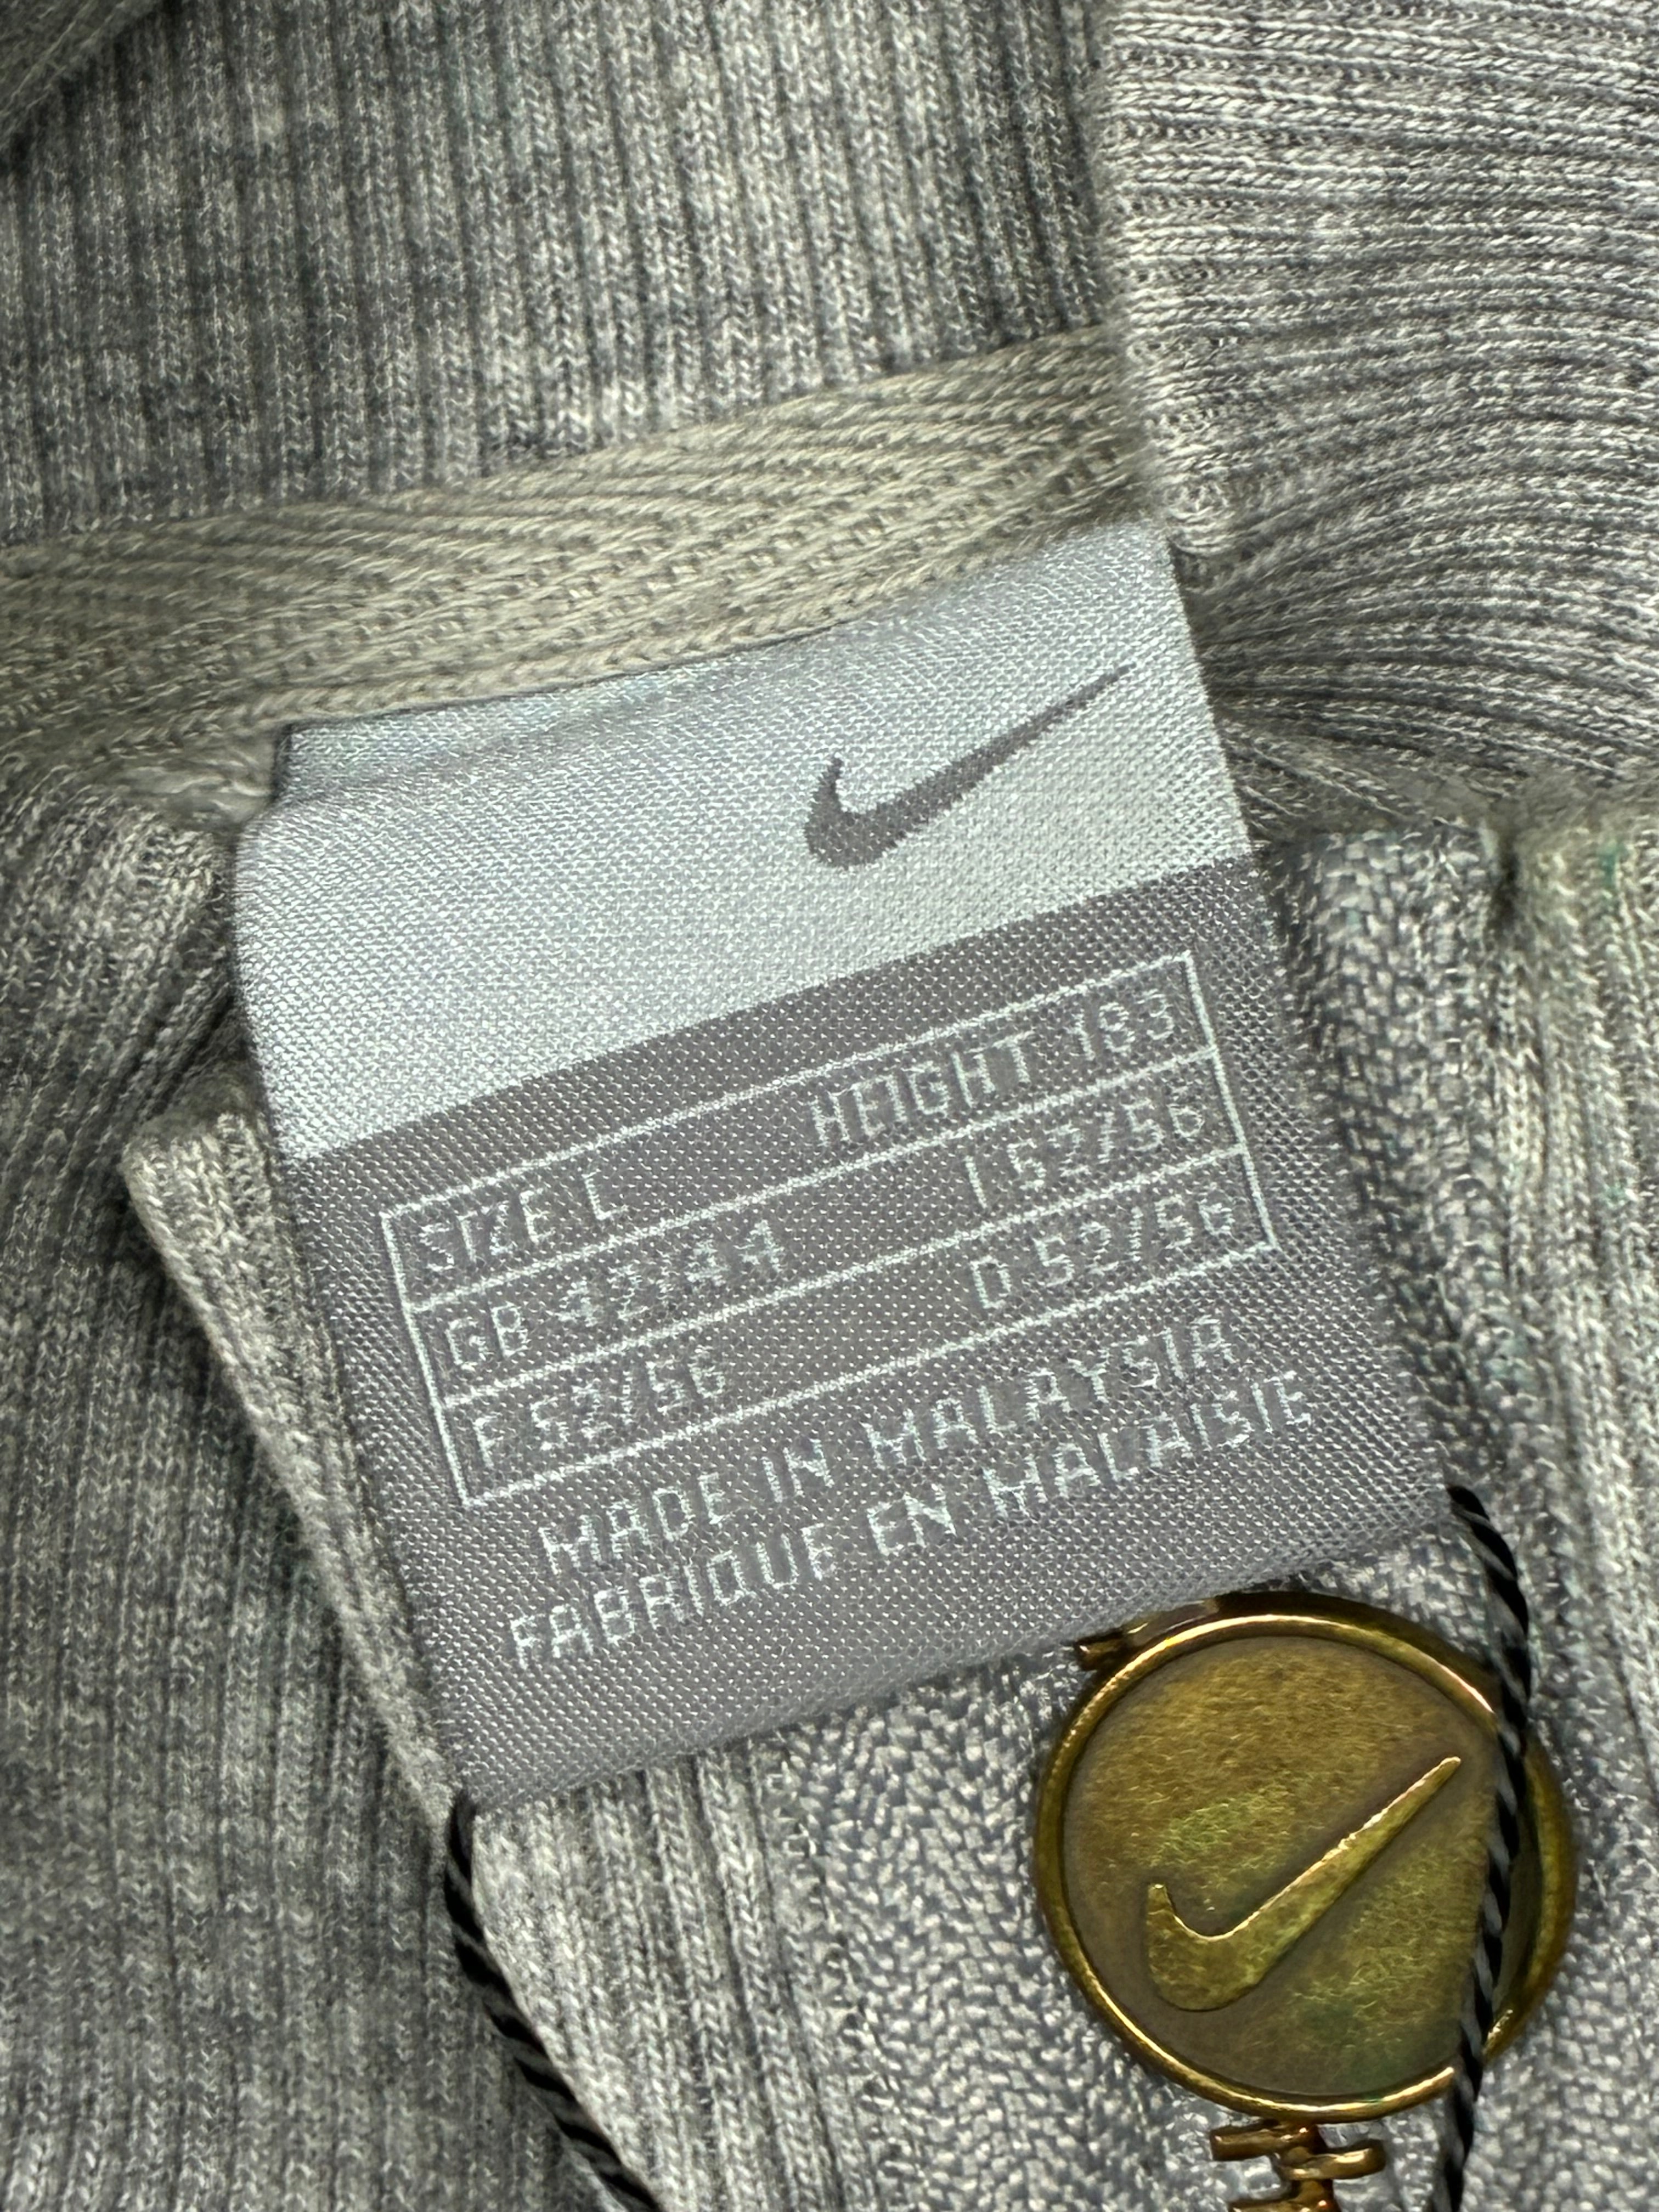 SIZE L HEIGHT 183
GB 42/44 I 52/56
F 52/56 D 52/56
MADE IN MALAYSIA
FABRIQUE EN MALAISIE